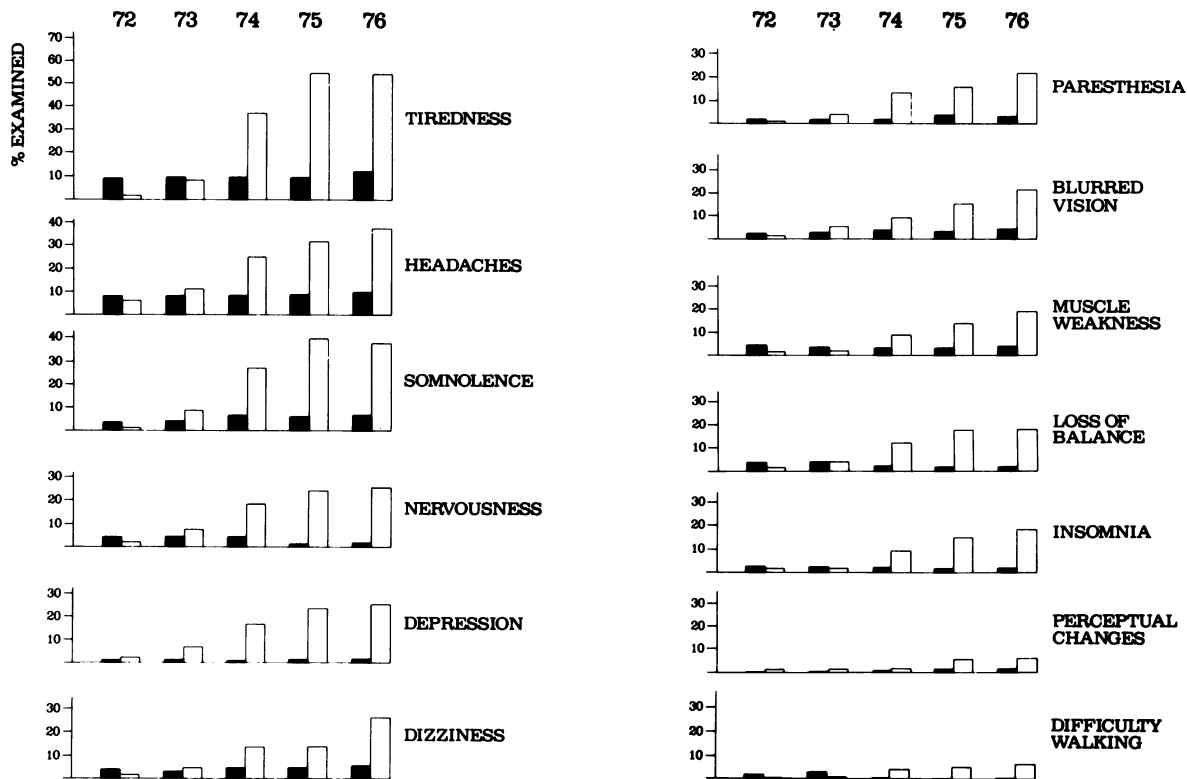 72 73 74 75 76
% EXAMINED
70
60
50
40
30
20
10
TIREDNESS
40
30
20
10
HEADACHES
40
30
20
10
SOMNOLENCE
30
20
10
NERVOUSNESS
30
20
10
DEPRESSION
30
20
10
DIZZINESS
72 73 74 75 76
30
20
10
PARESTHESIA
30
20
10
BLURRED
VISION
30
20
10
MUSCLE
WEAKNESS
30
20
10
LOSS OF
BALANCE
30
20
10
INSOMNIA
30
20
10
PERCEPTUAL
CHANGES
30
20
10
DIFFICULTY
WALKING